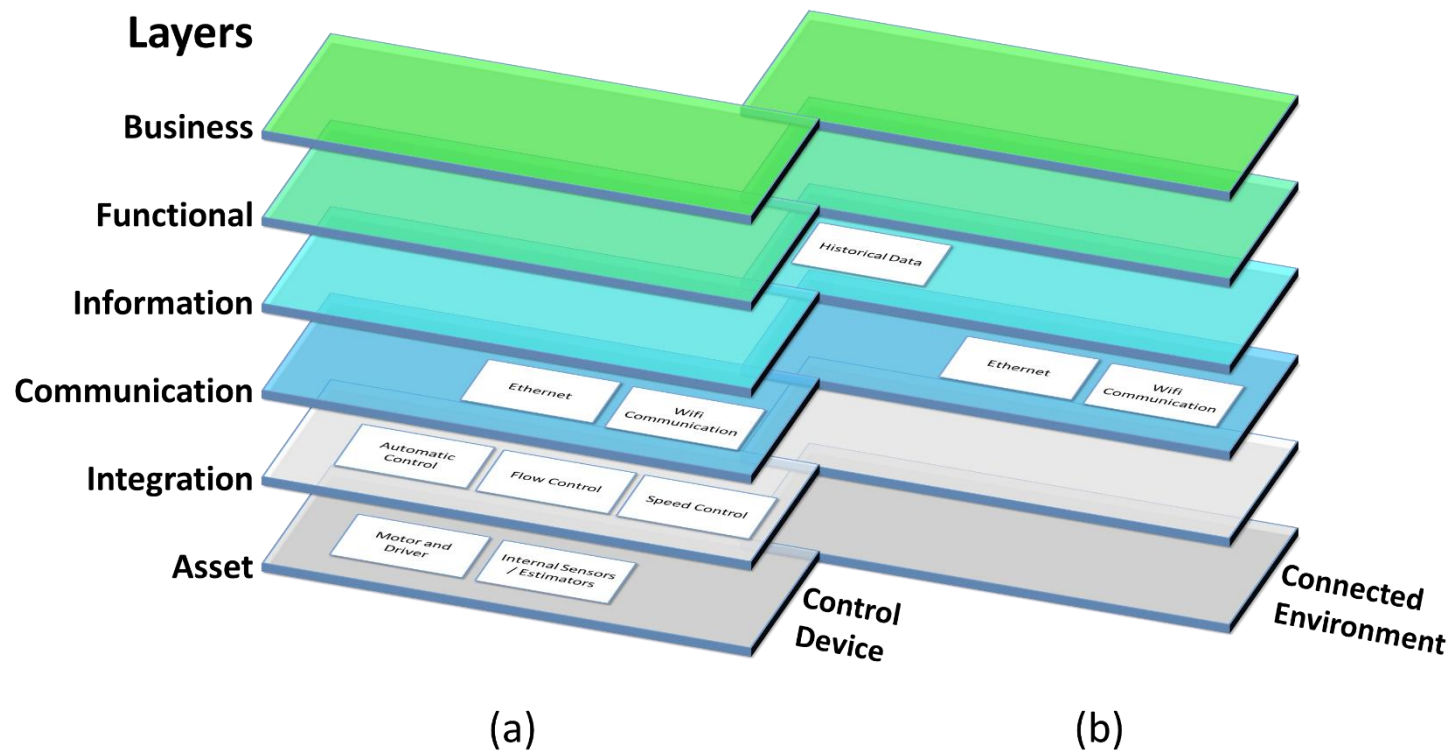 Layers
Business
Functional
Information
Communication
Integration
Asset
Historical Data
Ethernet
Wifi
Communication
Ethernet
Wifi
Communication
Automatic
Control
Flow Control
Speed Control
Motor and
Driver
Internal Sensors
/ Estimators
Control
Device
Connected
Environment
(a)
(b)